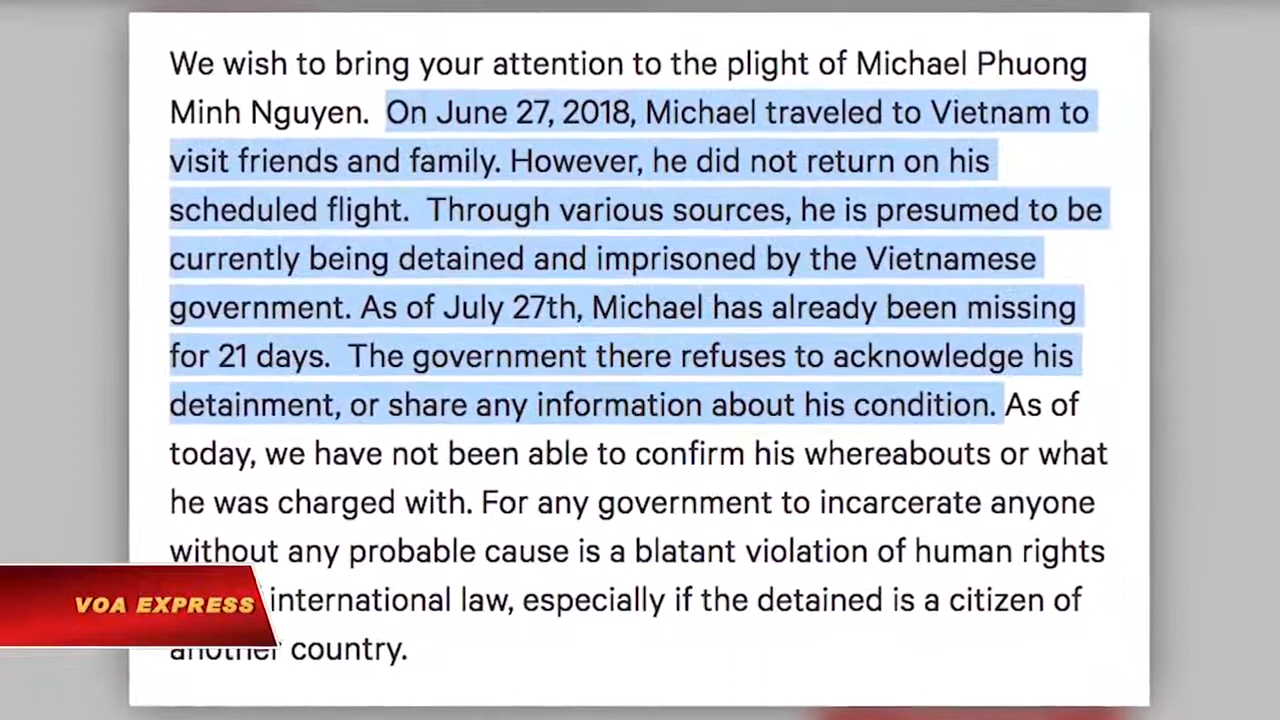 We wish to bring your attention to the plight of Michael Phuong
Minh Nguyen. On June 27, 2018, Michael traveled to Vietnam to
visit friends and family. However, he did not return on his
scheduled flight. Through various sources, he is presumed to be
currently being detained and imprisoned by the Vietnamese
government. As of July 27th, Michael has already been missing
for 21 days. The government there refuses to acknowledge his
detainment, or share any information about his condition. As of
today, we have not been able to confirm his whereabouts or what
he was charged with. For any government to incarcerate anyone
without any probable cause is a blatant violation of human rights
international law, especially if the detained is a citizen of
another country.
VOA EXPRESS